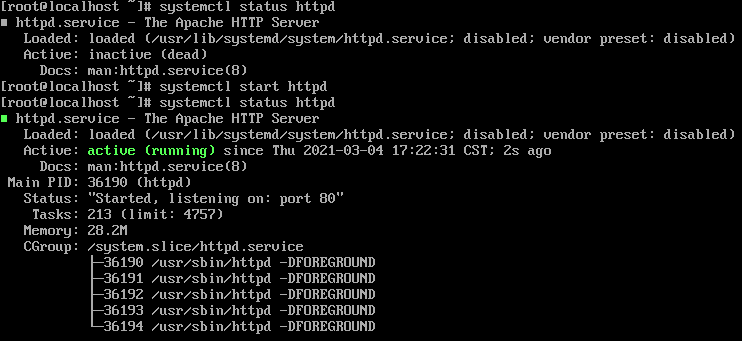 [root@localhost ~]# systemctl status httpd
■ httpd.service - The Apache HTTP Server
Loaded: loaded (/usr/lib/systemd/system/httpd.service; disabled; vendor preset: disabled)
Active: inactive (dead)
Docs: man:httpd.service(8)
[root@localhost ~]# systemctl start httpd
[root@localhost ~]# systemctl status httpd
■ httpd.service - The Apache HTTP Server
Loaded: loaded (/usr/lib/systemd/system/httpd.service; disabled; vendor preset: disabled)
Active: active (running) since Thu 2021-03-04 17:22:31 CST; 2s ago
Docs: man:httpd.service(8)
Main PID: 36190 (httpd)
Status: "Started, listening on: port 80"
Tasks: 213 (limit: 4757)
Memory: 28.2M
CGroup: /system.slice/httpd.service
├─36190 /usr/sbin/httpd -DFOREGROUND
├─36191 /usr/sbin/httpd -DFOREGROUND
├─36192 /usr/sbin/httpd -DFOREGROUND
├─36193 /usr/sbin/httpd -DFOREGROUND
└─36194 /usr/sbin/httpd -DFOREGROUND